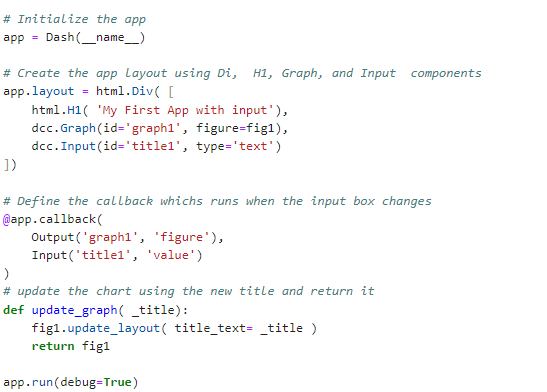 # Initialize the app
app = Dash(__name__)
# Create the app layout using Di,  H1, Graph, and Input  components
app.layout = html.Div( [
    html.H1( 'My First App with input'),
    dcc.Graph(id='graph1', figure=fig1),
    dcc.Input(id='title1', type='text')
])
# Define the callback whichs runs when the input box changes
@app.callback(
    Output('graph1', 'figure'),
    Input('title1', 'value')
)
# update the chart using the new title and return it
def update_graph( _title):
    fig1.update_layout( title_text= _title )
    return fig1
app.run(debug=True)